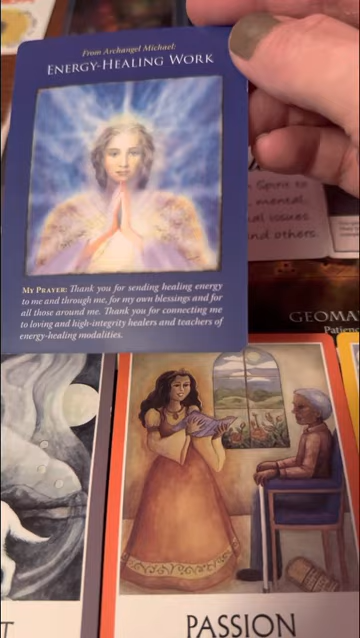 From Archangel Michael:
ENERGY-HEALING WORK
MY PRAYER: Thank you for sending healing energy
to me and through me, for my own blessings and for
all those around me. Thank you for connecting me
to loving and high-integrity healers and teachers of
energy-healing modalities.
Spirit to
mental,
issues
nd others.
GEOMA
Patienc
T
PASSION